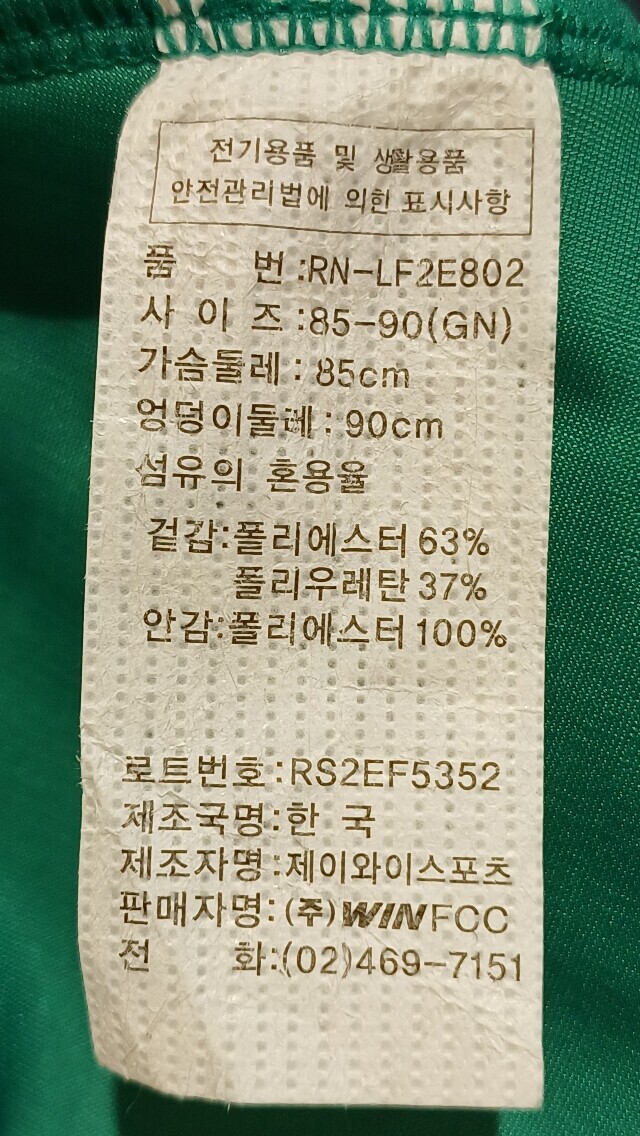 전기용품 및 생활용품
안전관리법에 의한 표시사항
품 번:RN-LF2E802
사 이 즈:85-90(GN)
가슴둘레:85cm
엉덩이둘레:90cm
섬유의 혼용율
겉감:폴리에스터 63%
폴리우레탄 37%
안감:폴리에스터 100%
로트번호:RS2EF5352
제조국명:한 국
제조자명:제이와이스포츠
판매자명:(주)WINFCC
전 화:(02)469-7151